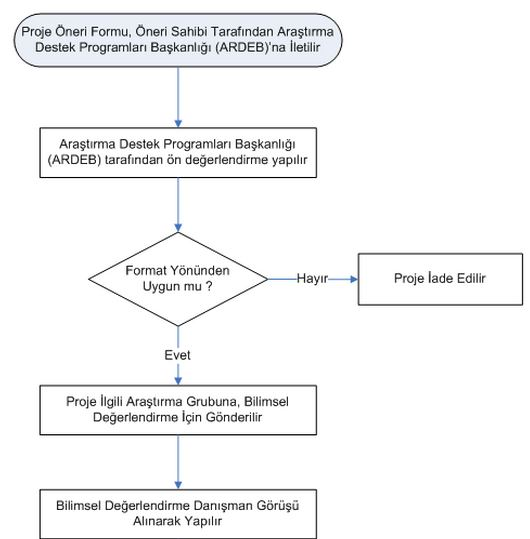 Proje Öneri Formu, Öneri Sahibi Tarafından Araştırma
Destek Programları Başkanlığı (ARDEB)'na İletilir
Araştırma Destek Programları Başkanlığı
(ARDEB) tarafından ön değerlendirme yapılır
Format Yönünden
Uygun mu ?
Hayır
Proje İade Edilir
Evet
Proje İlgili Araştırma Grubuna, Bilimsel
Değerlendirme İçin Gönderilir
Bilimsel Değerlendirme Danışman Görüşü
Alınarak Yapılır